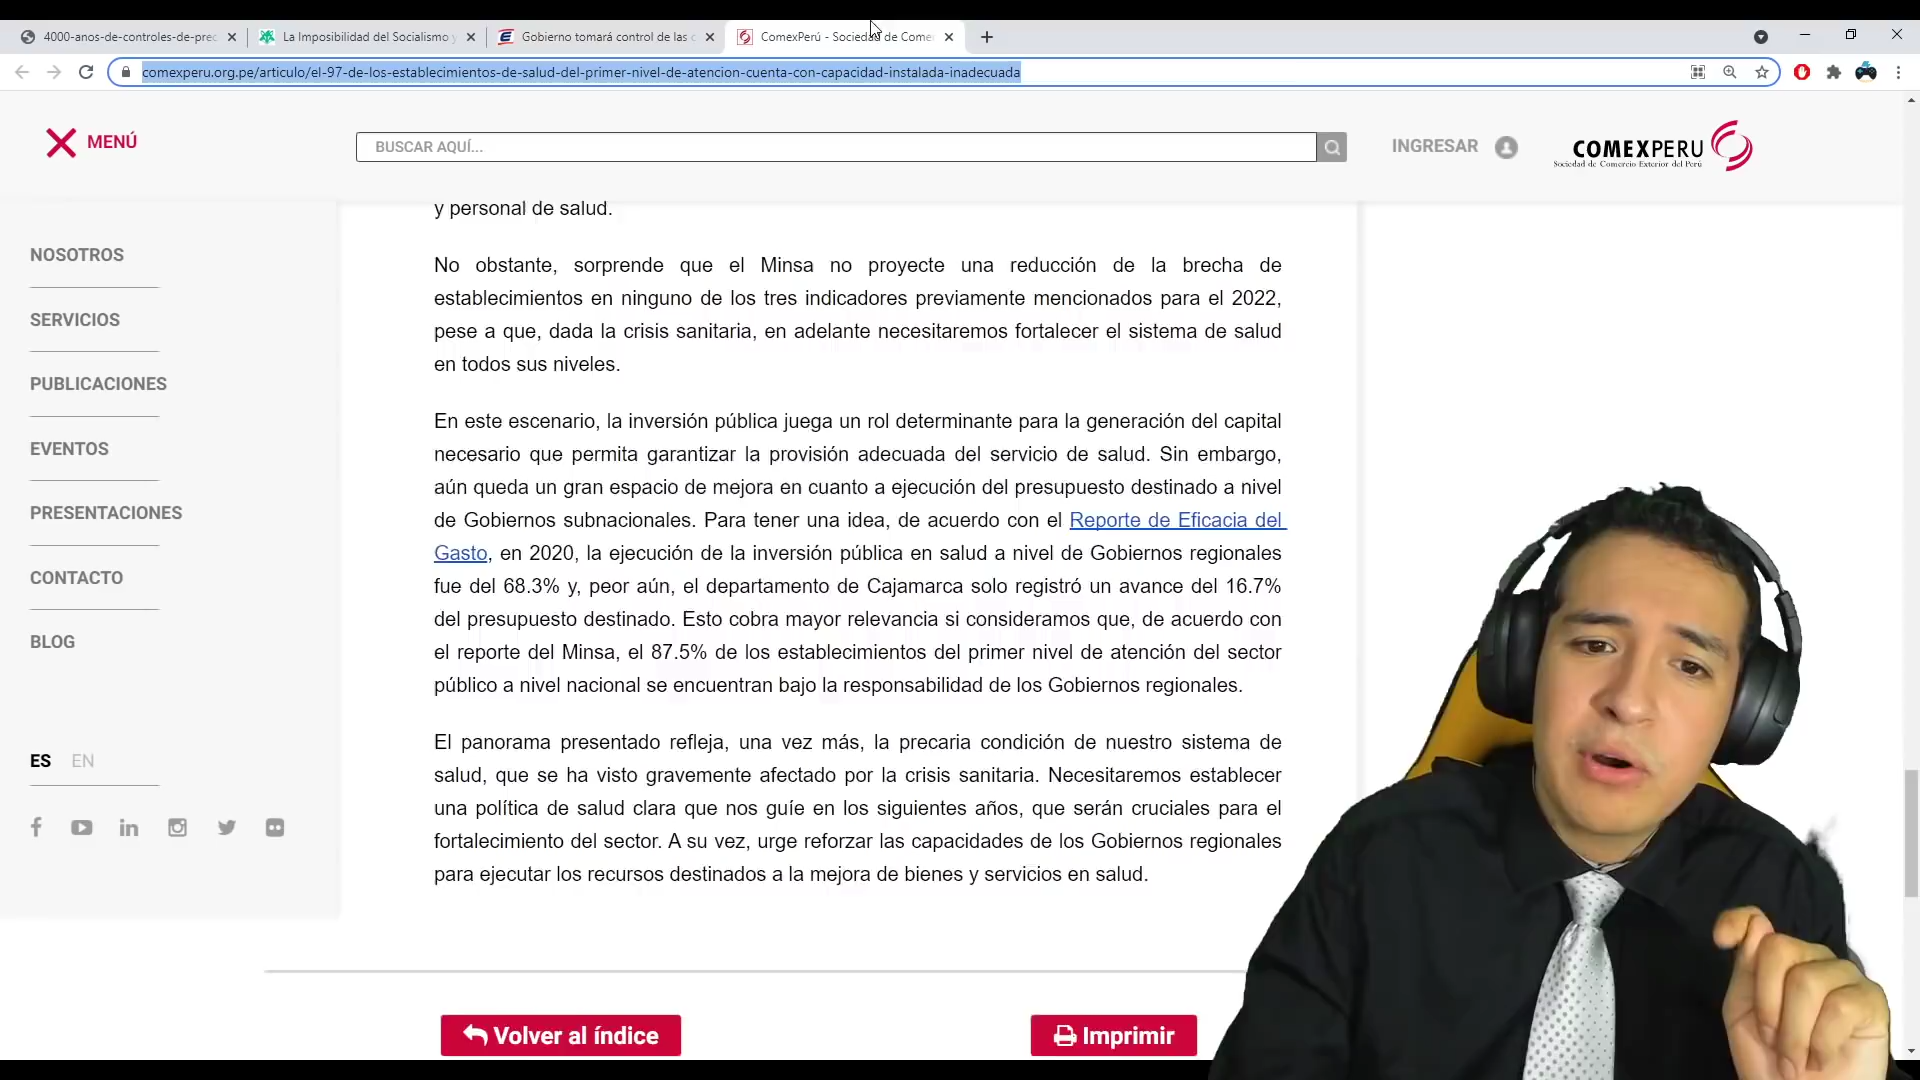 4000-anos-de-controles-de-prec
La Imposibilidad del Socialismo y
Gobierno tomará control de las c
ComexPerú - Sociedad de Comer
comexperu.org.pe/articulo/el-97-de-los-establecimientos-de-salud-del-primer-nivel-de-atencion-cuenta-con-capacidad-instalada-inadecuada
MENÚ
BUSCAR AQUÍ...
INGRESAR
COMEXPERU
Sociedad de Comercio Exterior del Perú
NOSOTROS
SERVICIOS
PUBLICACIONES
EVENTOS
PRESENTACIONES
CONTACTO
BLOG
ES EN
y personal de salud.
No obstante, sorprende que el Minsa no proyecte una reducción de la brecha de
establecimientos en ninguno de los tres indicadores previamente mencionados para el 2022,
pese a que, dada la crisis sanitaria, en adelante necesitaremos fortalecer el sistema de salud
en todos sus niveles.
En este escenario, la inversión pública juega un rol determinante para la generación del capital
necesario que permita garantizar la provisión adecuada del servicio de salud. Sin embargo,
aún queda un gran espacio de mejora en cuanto a ejecución del presupuesto destinado a nivel
de Gobiernos subnacionales. Para tener una idea, de acuerdo con el Reporte de Eficacia del
Gasto, en 2020, la ejecución de la inversión pública en salud a nivel de Gobiernos regionales
fue del 68.3% y, peor aún, el departamento de Cajamarca solo registró un avance del 16.7%
del presupuesto destinado. Esto cobra mayor relevancia si consideramos que, de acuerdo con
el reporte del Minsa, el 87.5% de los establecimientos del primer nivel de atención del sector
público a nivel nacional se encuentran bajo la responsabilidad de los Gobiernos regionales.
El panorama presentado refleja, una vez más, la precaria condición de nuestro sistema de
salud, que se ha visto gravemente afectado por la crisis sanitaria. Necesitaremos establecer
una política de salud clara que nos guíe en los siguientes años, que serán cruciales para el
fortalecimiento del sector. A su vez, urge reforzar las capacidades de los Gobiernos regionales
para ejecutar los recursos destinados a la mejora de bienes y servicios en salud.
Volver al índice
Imprimir